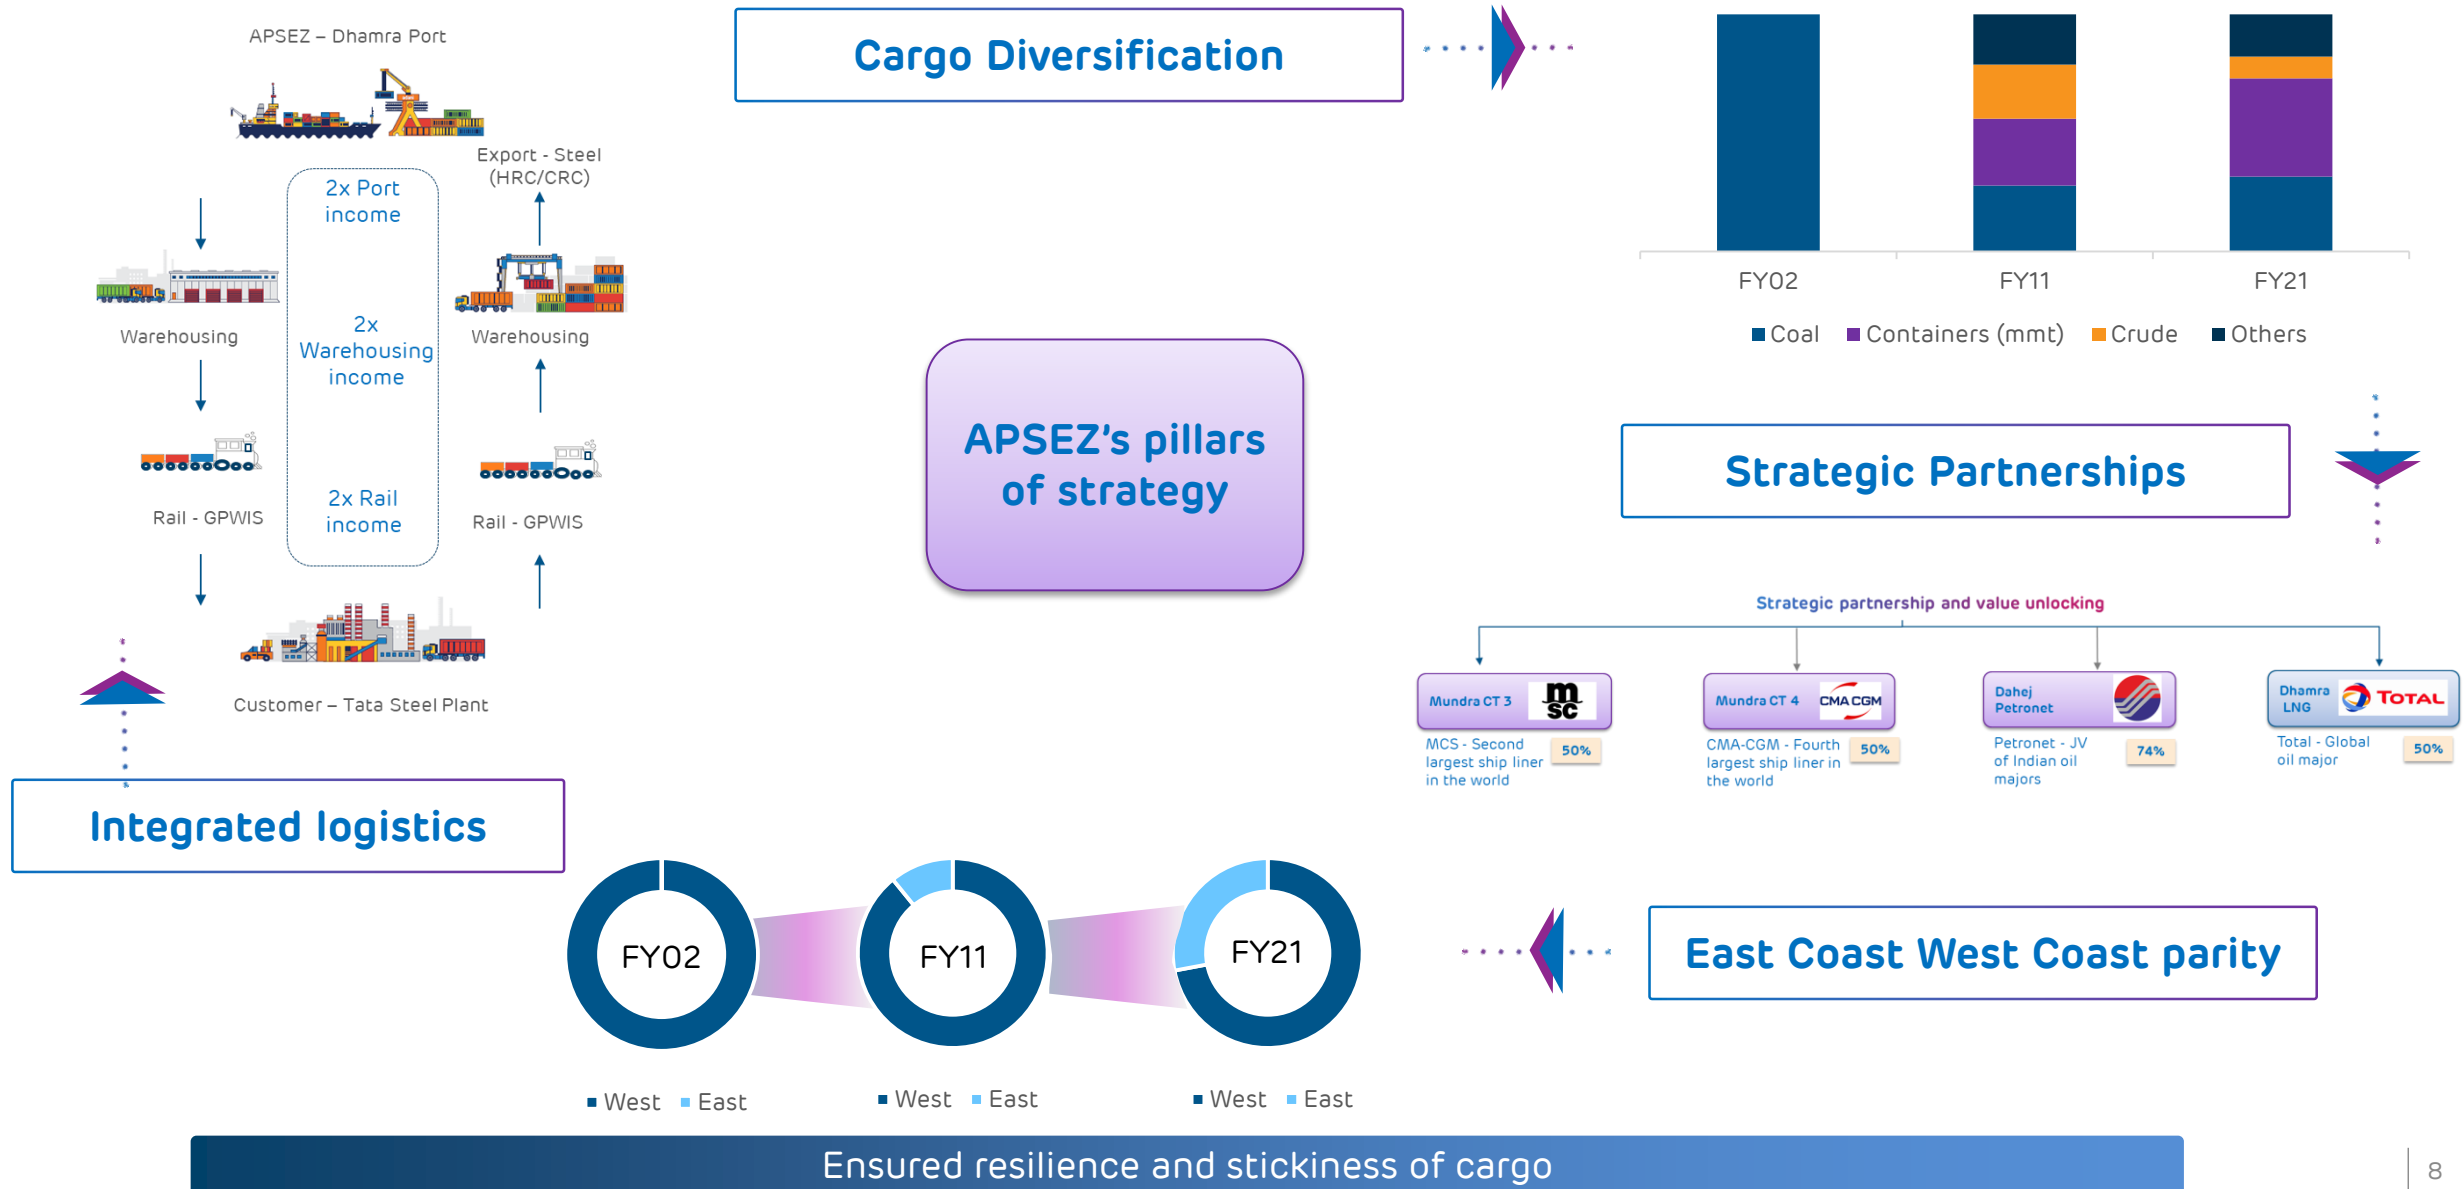 APSEZ – Dhamra Port
Export - Steel
(HRC/CRC)
2x Port
income
Warehousing
2x
Warehousing
income
Warehousing
Rail - GPWIS
2x Rail
income
Rail - GPWIS
Customer – Tata Steel Plant
Integrated logistics
Cargo Diversification
FY02
FY11
FY21
Coal
Containers (mmt)
Crude
Others
APSEZ’s pillars
of strategy
Strategic Partnerships
Strategic partnership and value unlocking
Mundra CT 3
msc
MCS - Second
largest ship liner
in the world
50%
Mundra CT 4
CMA CGM
CMA-CGM - Fourth
largest ship liner in
the world
50%
Dahej
Petronet
Petronet - JV
of Indian oil
majors
74%
Dhamra
LNG
TOTAL
Total - Global
oil major
50%
East Coast West Coast parity
FY02
West
East
FY11
West
East
FY21
West
East
Ensured resilience and stickiness of cargo
8